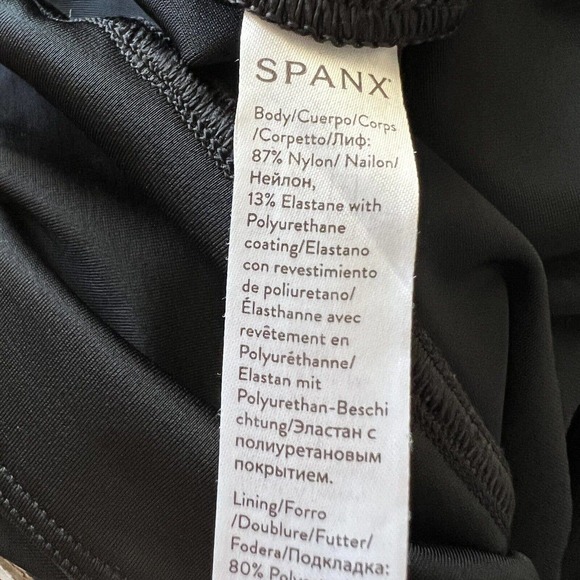 SPANX
Body/Cuerpo/Corps
/Corpetto/Лиф:
87% Nylon/ Nailon/
Нейлон,
13% Elastane with
Polyurethane
coating/Elastano
con revestimiento
de poliuretano/
Élasthanne avec
revêtement en
Polyuréthanne/
Elastan mit
Polyurethan-Beschi
chtung/Эластан с
полиуретановым
покрытием.
Lining/Forro
/Doublure/Futter/
Fodera/Подкладка:
80%